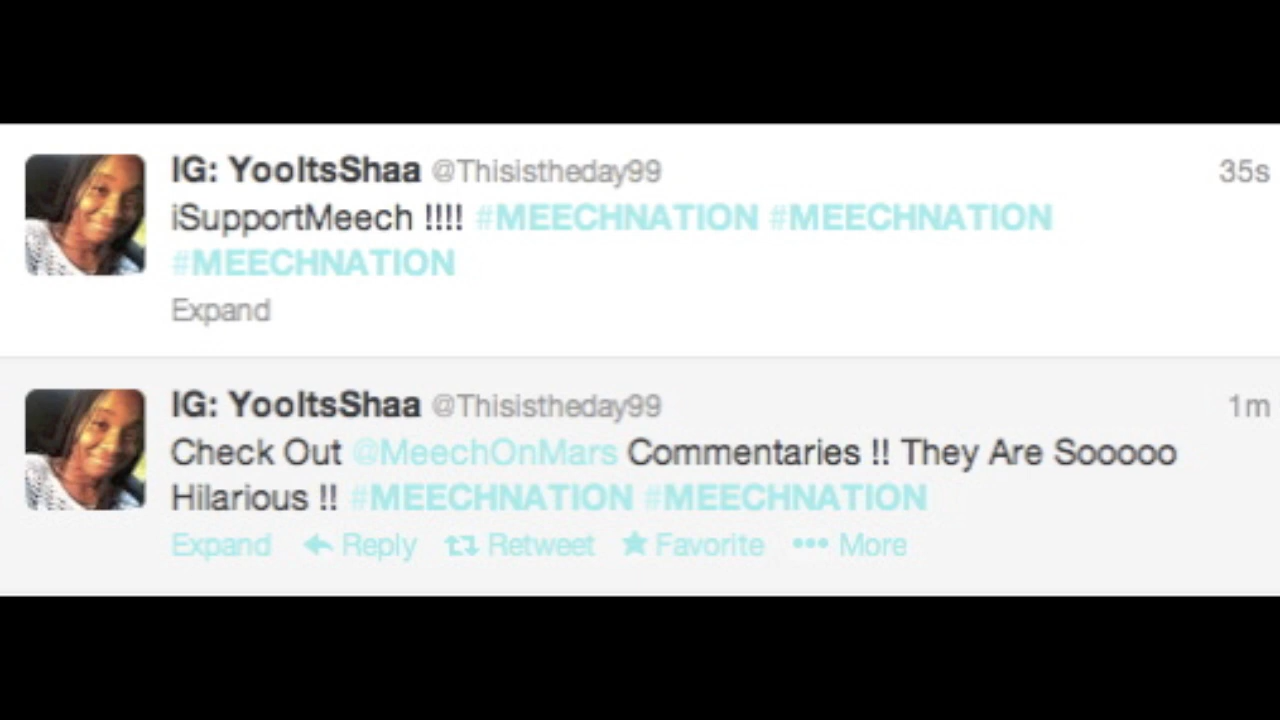 IG: YooItsShaa @Thisistheday99 35s
iSupportMeech !!!! #MEECHNATION #MEECHNATION
#MEECHNATION
Expand
IG: YooItsShaa @Thisistheday99 1m
Check Out @MeechOnMars Commentaries !! They Are Sooooo
Hilarious !! #MEECHNATION #MEECHNATION
Expand Reply Retweet Favorite ••• More